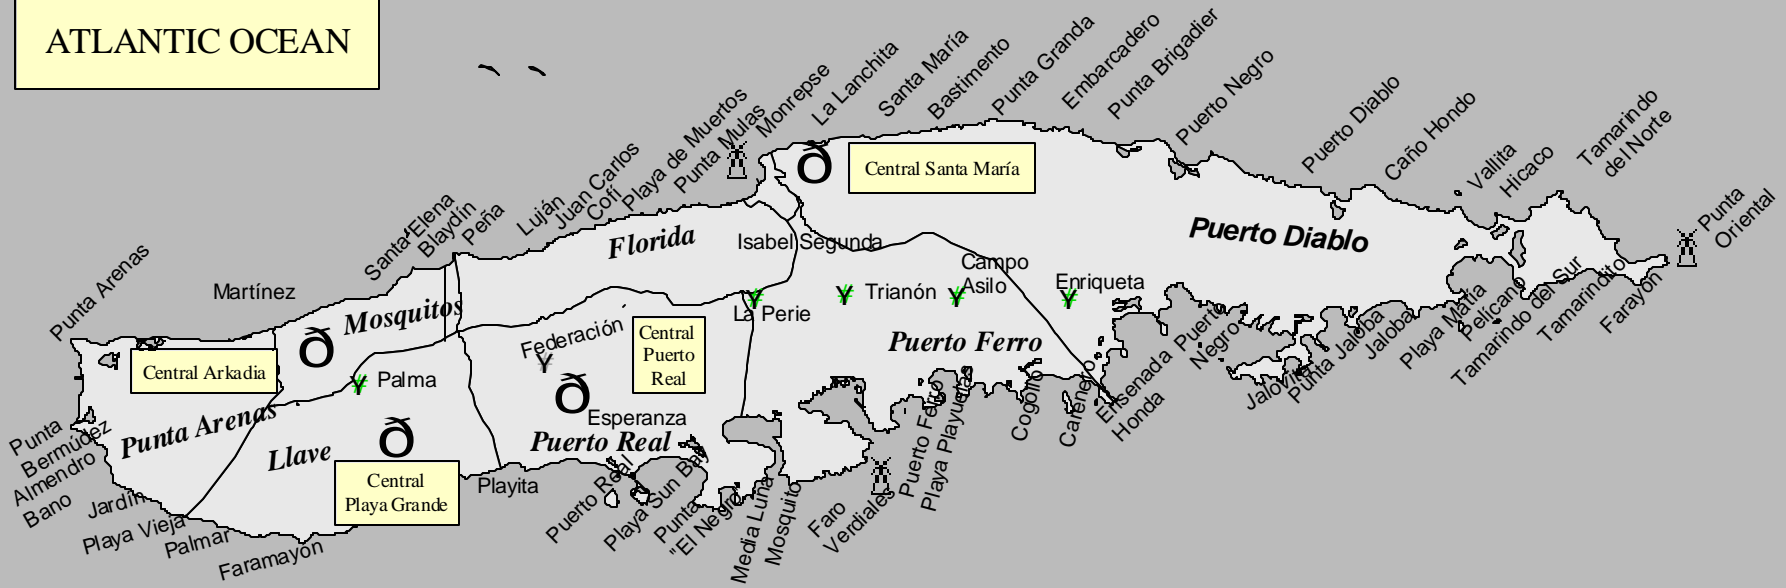 ATLANTIC OCEAN
Punta Arenas
Martínez
Santa Elena
Blaydín
Peña
Luján
Juan Carlos
Cofí
Playa de Muertos
Punta Mulas
Monrepse
La Lanchita
Santa María
Bastimento
Punta Granda
Embarcadero
Punta Brigadier
Puerto Negro
Puerto Diablo
Caño Hondo
Vallita
Hicaco
Tamarindo
del Norte
Punta
Oriental
Central Santa María
Florida
Isabel Segunda
Puerto Diablo
Campo
Asilo
Enriqueta
Trianón
La Perie
Mosquitos
Federación
Central
Puerto
Real
Puerto Ferro
Central Arkadia
Palma
Punta Arenas
Llave
Esperanza
Puerto Real
Central
Playa Grande
Punta
Bermúdez
Almendro
Bano
Jardín
Playa Vieja
Palmar
Faramayón
Playita
Puerto Real
Playa Sun Bay
Punta
"El Negro
Media Luna
Mosquito
Faro
Verdiales
Puerto Ferro
Playa Playuelas
Cogollo
Carenero
Ensenada
Honda
Puerto
Negro
Jalovita
Punta Jaloba
Jaloba
Playa Matía
Pelícano
Tamarindo del Sur
Tamarindito
Farayón